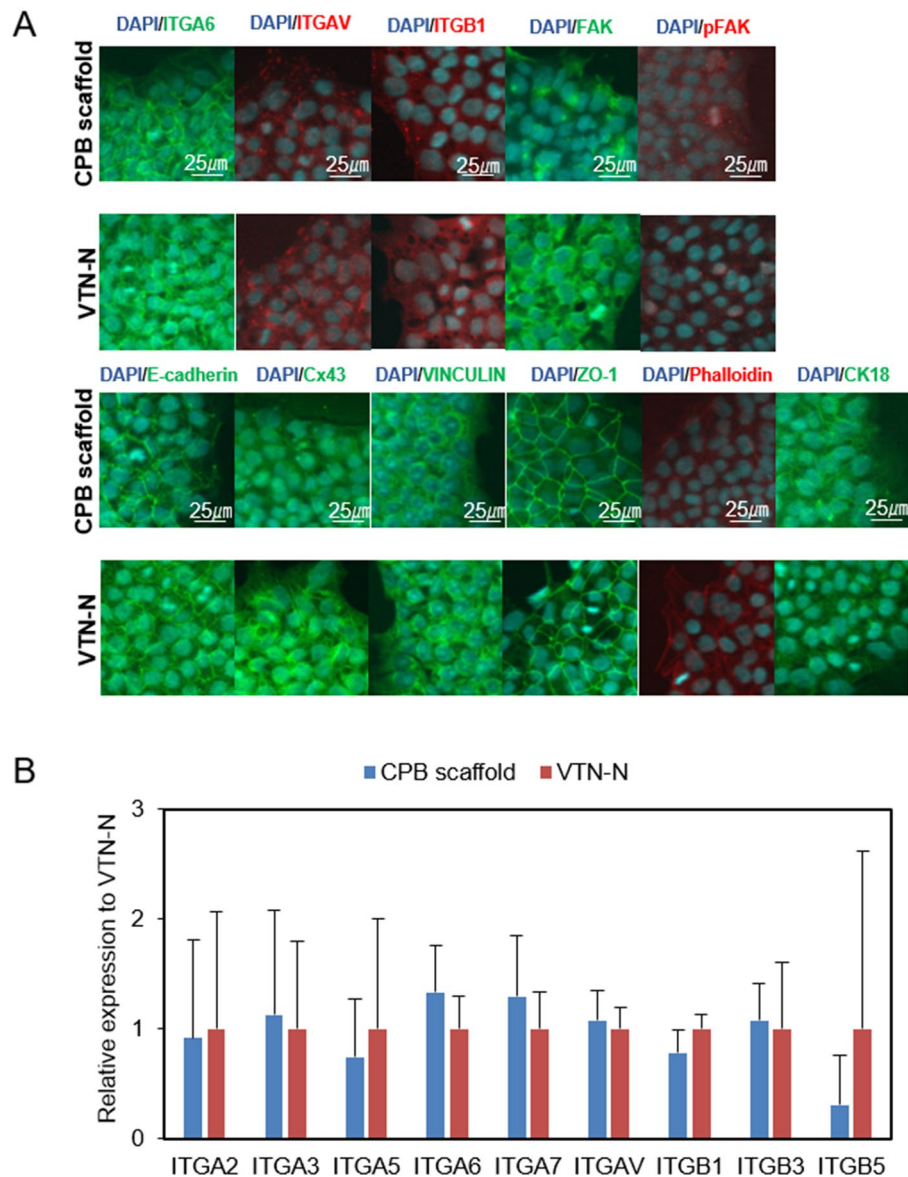 A
DAPI/ITGA6 DAPI/ITGAV DAPI/ITGB1 DAPI/FAK DAPI/pFAK
CPB scaffold
25㎛ 25㎛ 25㎛ 25㎛ 25㎛
VTN-N
DAPI/E-cadherin DAPI/Cx43 DAPI/VINCULIN DAPI/ZO-1 DAPI/Phalloidin DAPI/CK18
CPB scaffold
25㎛ 25㎛ 25㎛ 25㎛ 25㎛ 25㎛
VTN-N
B
CPB scaffold VTN-N
Relative expression to VTN-N
3
2
1
0
ITGA2 ITGA3 ITGA5 ITGA6 ITGA7 ITGAV ITGB1 ITGB3 ITGB5